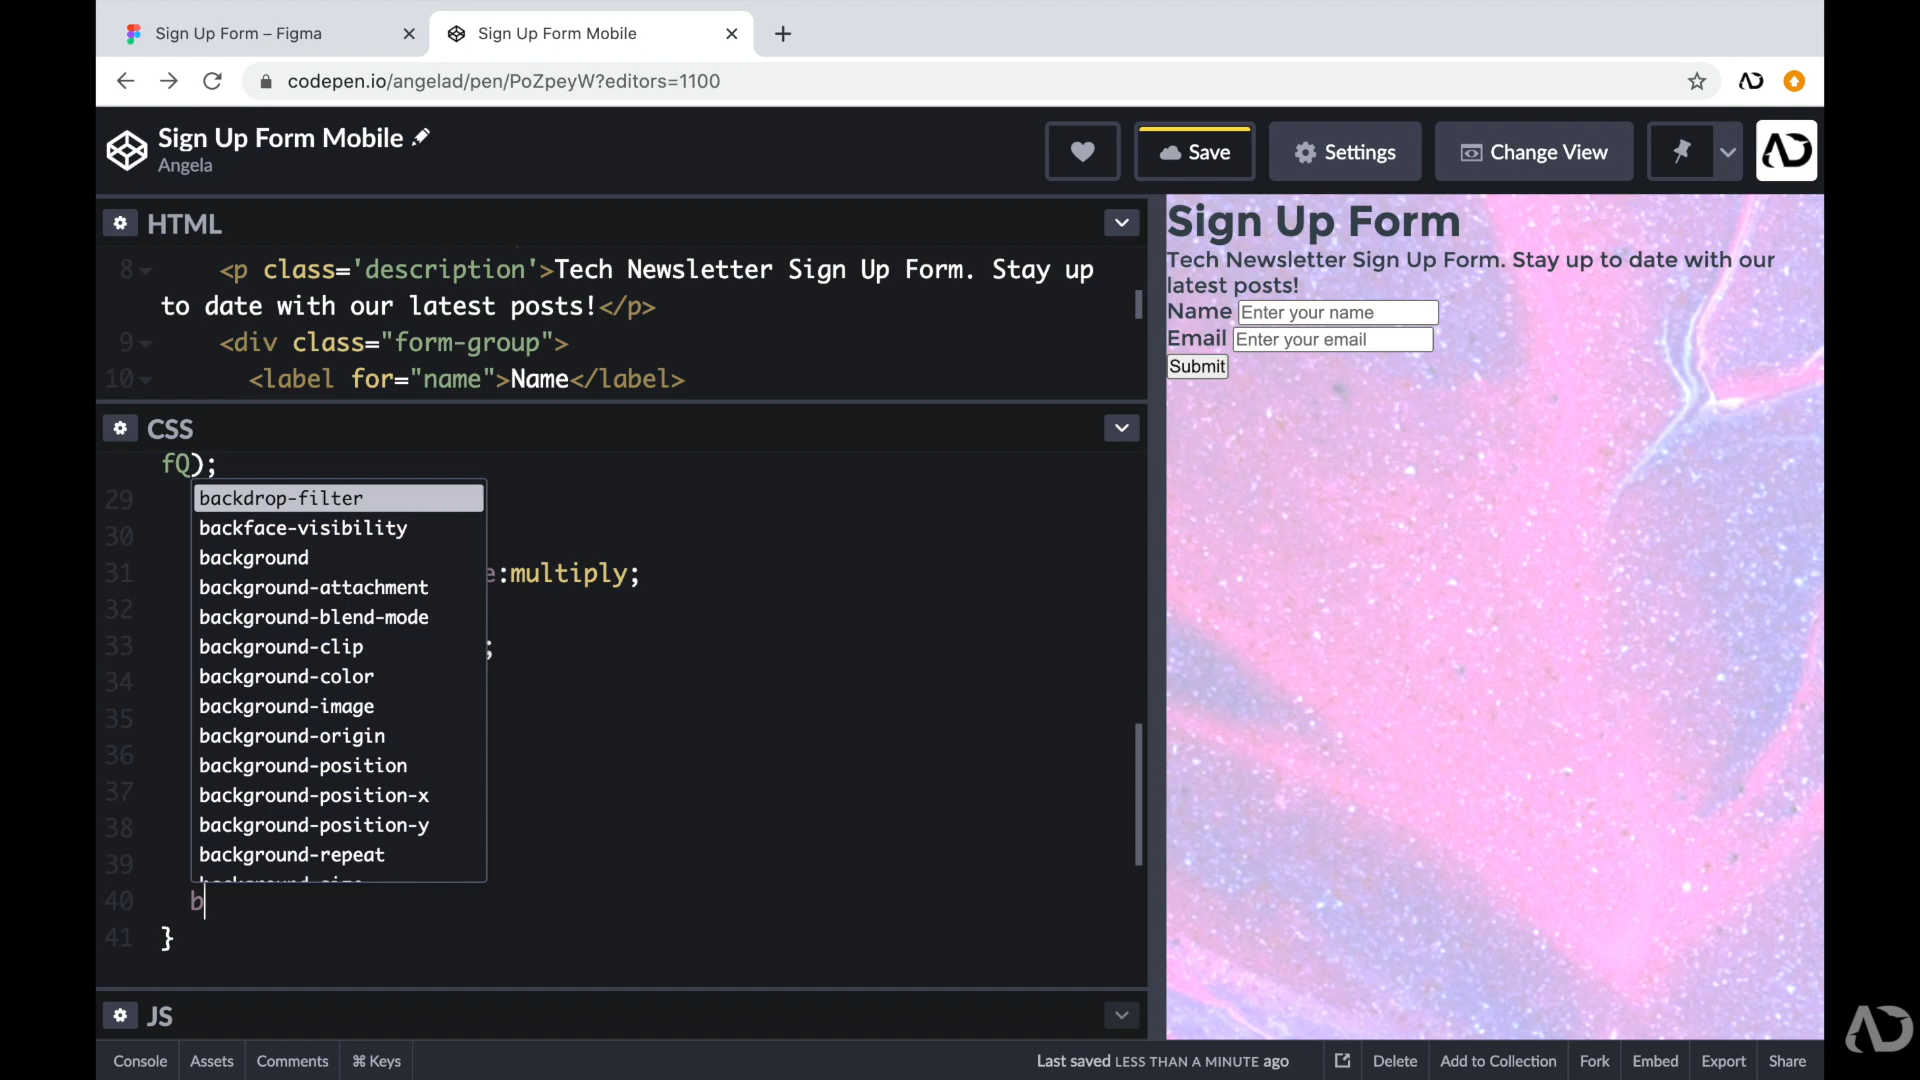 Sign Up Form – Figma
Sign Up Form Mobile
codepen.io/angelad/pen/PoZpeyW?editors=1100
Sign Up Form Mobile
Angela
Save
Settings
Change View
HTML
8 <p class='description'>Tech Newsletter Sign Up Form. Stay up
to date with our latest posts!</p>
9 <div class="form-group">
10 <label for="name">Name</label>
CSS
fQ);
29
30
31 e:multiply;
32
33 ;
34
35
36
37
38
39
40 b
41 }
backdrop-filter
backface-visibility
background
background-attachment
background-blend-mode
background-clip
background-color
background-image
background-origin
background-position
background-position-x
background-position-y
background-repeat
JS
Sign Up Form
Tech Newsletter Sign Up Form. Stay up to date with our
latest posts!
Name Enter your name
Email Enter your email
Submit
Console
Assets
Comments
⌘ Keys
Last saved LESS THAN A MINUTE ago
Delete
Add to Collection
Fork
Embed
Export
Share